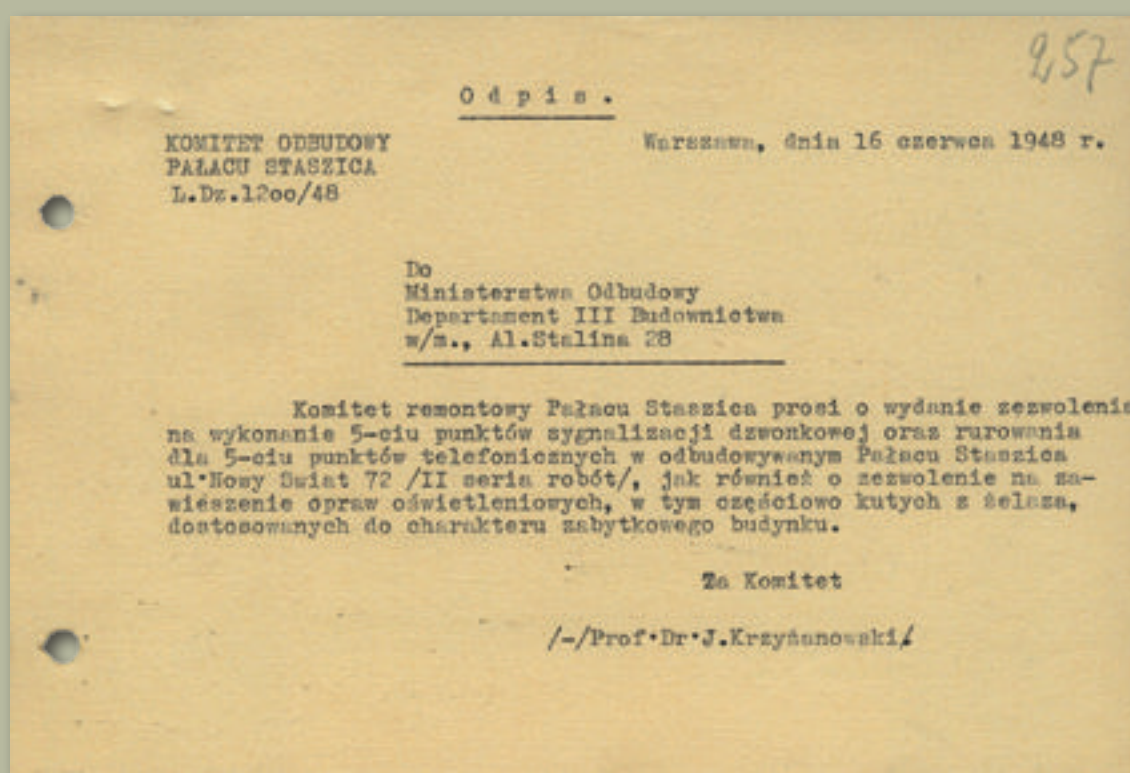 257
Odpis.
KOMITET ODBUDOWY
PAŁACU STASZICA
L.Dz.12oo/48
Warszawa, dnia 16 czerwca 1948 r.
Do
Ministerstwa Odbudowy
Departament III Budownictwa
w/m., Al.Stalina 28
Komitet remontowy Pałacu Staszica prosi o wydanie zezwolenia
na wykonanie 5-ciu punktów sygnalizacji dzwonkowej oraz rurowania
dla 5-ciu punktów telefonicznych w odbudowywanym Pałacu Staszica
ul.Nowy Swiat 72 /II seria robót/, jak również o zezwolenie na za-
wieszenie opraw oświetleniowych, w tym częściowo kutych z żelaza,
dostosowanych do charakteru zabytkowego budynku.
Za Komitet
/-/Prof.Dr.J.Krzyżanowski/